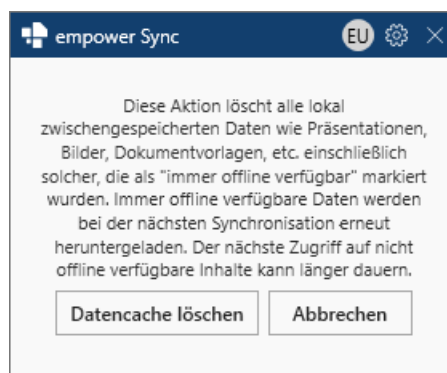 empower Sync
EU
Diese Aktion löscht alle lokal
zwischengespeicherten Daten wie Präsentationen,
Bilder, Dokumentvorlagen, etc. einschließlich
solcher, die als "immer offline verfügbar" markiert
wurden. Immer offline verfügbare Daten werden
bei der nächsten Synchronisation erneut
heruntergeladen. Der nächste Zugriff auf nicht
offline verfügbare Inhalte kann länger dauern.
Datencache löschen
Abbrechen